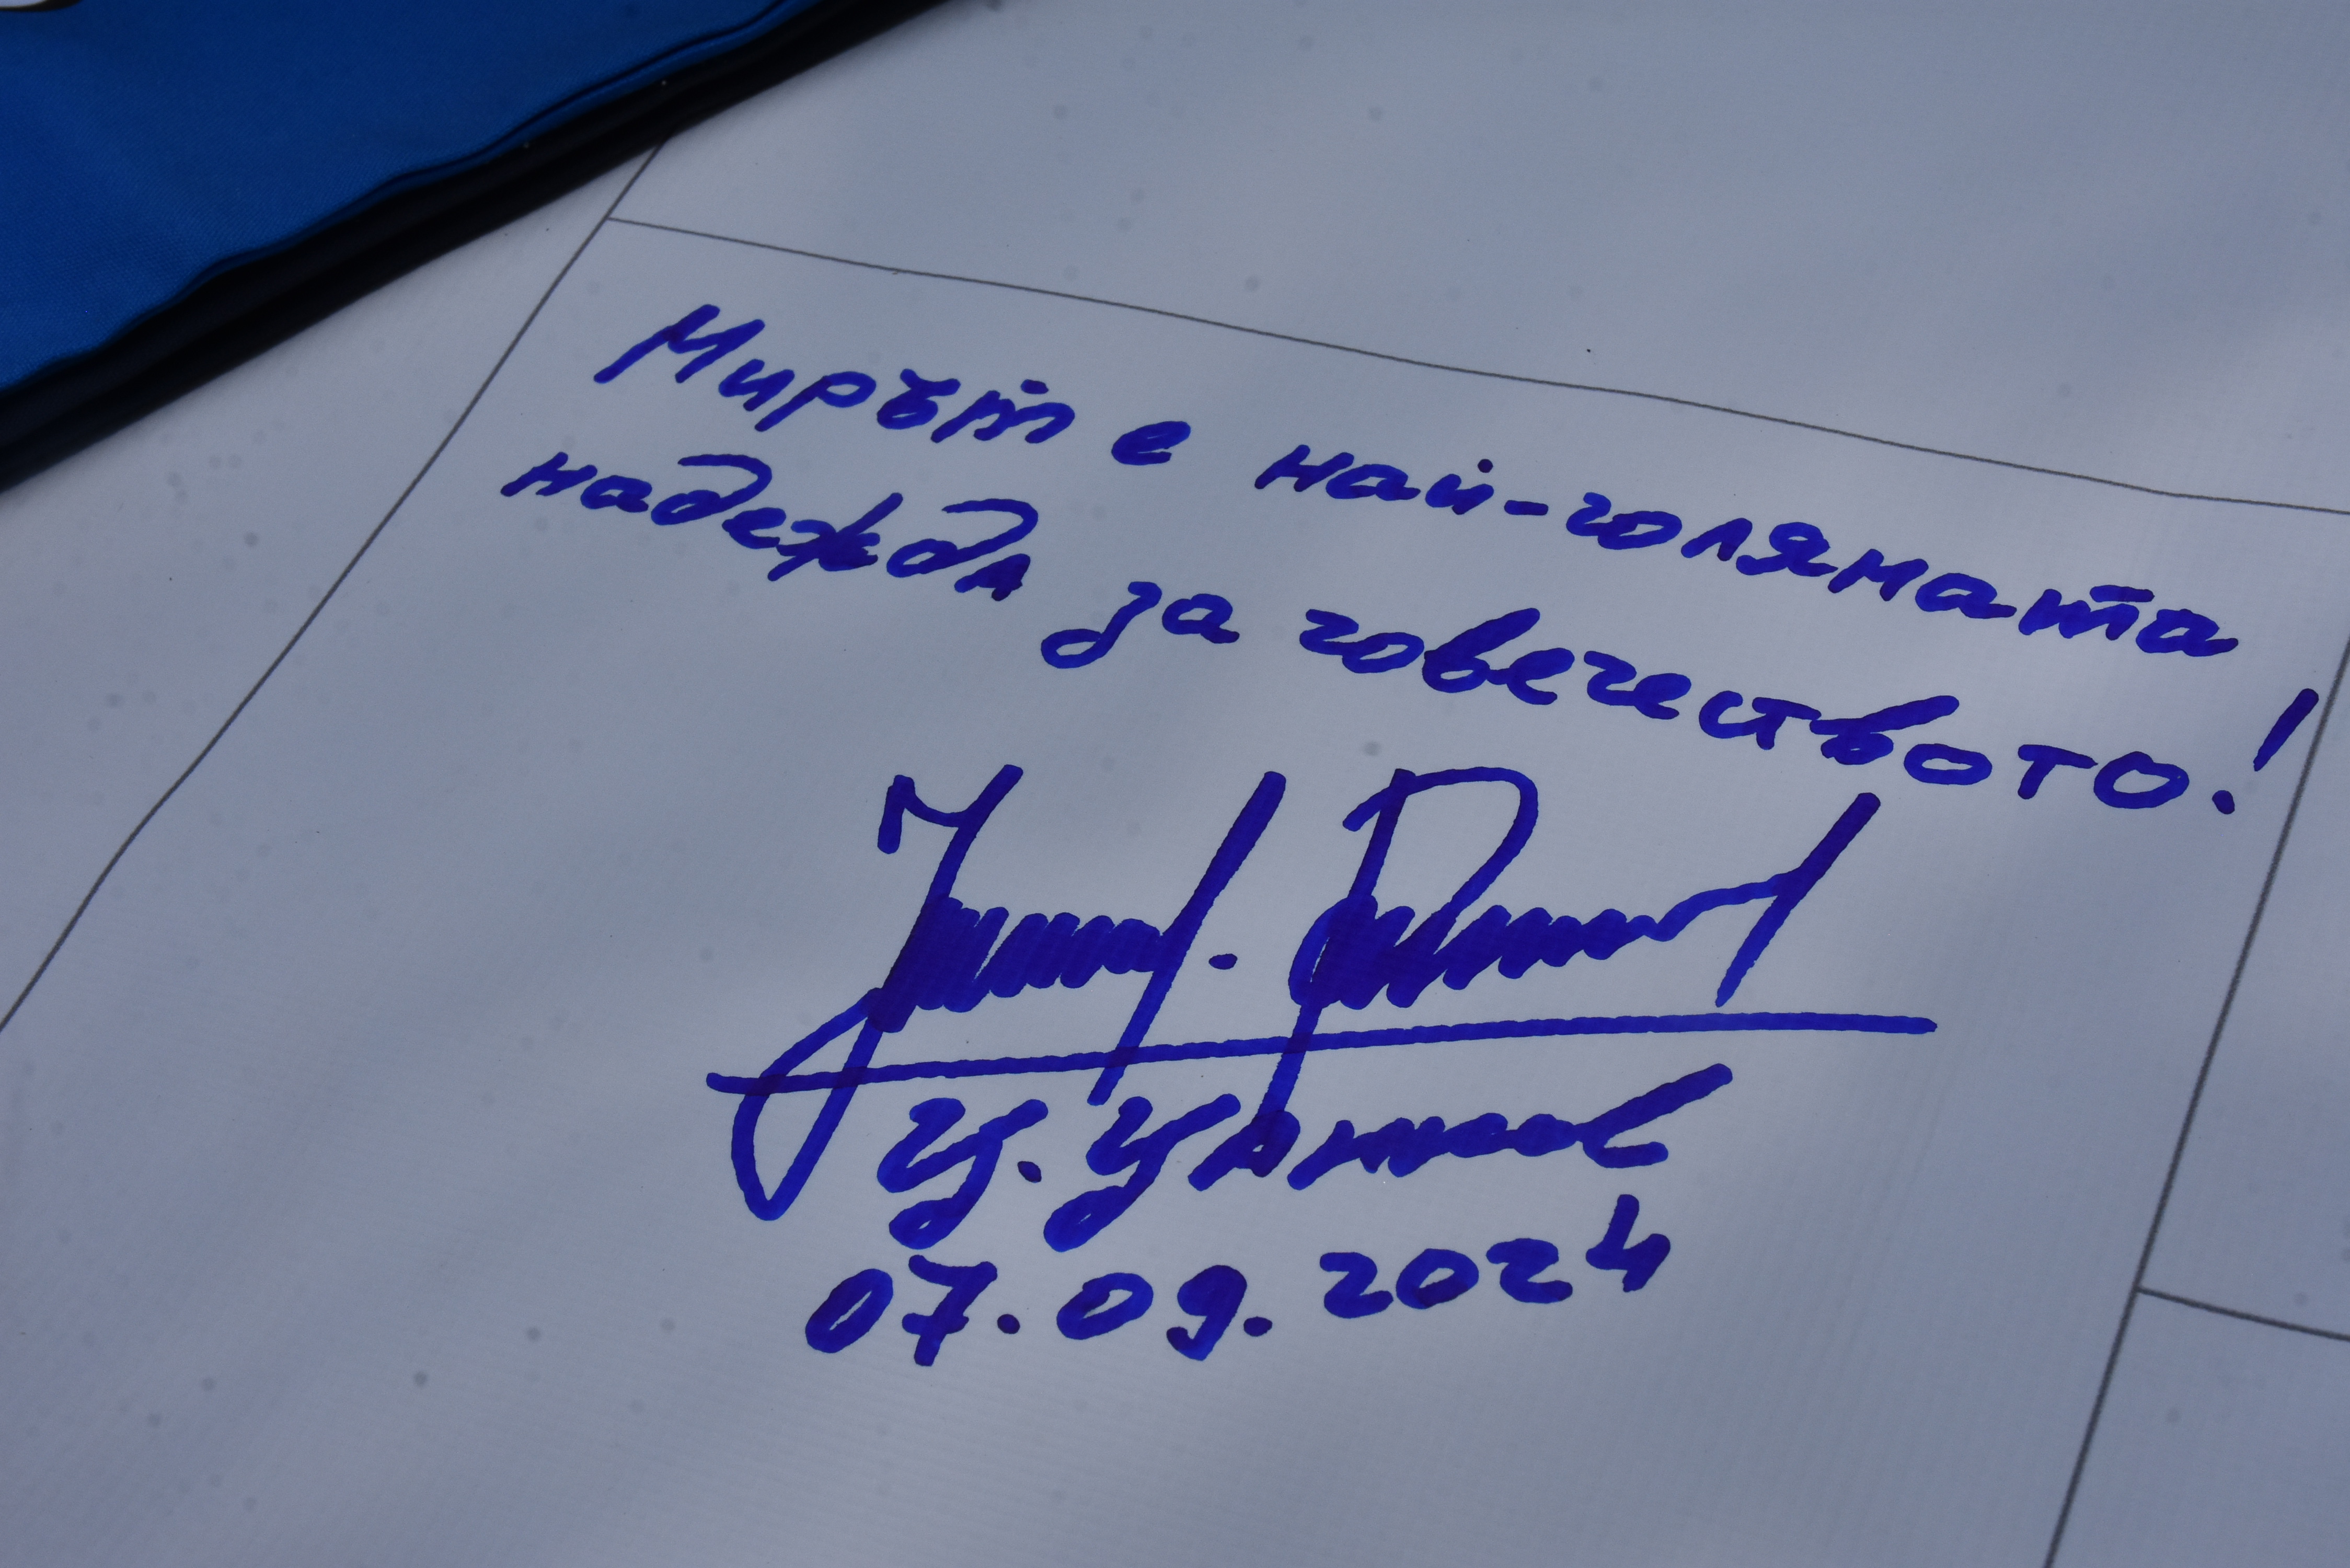 Мирът е най-голямата
надежда за човечеството!
07.09.2024